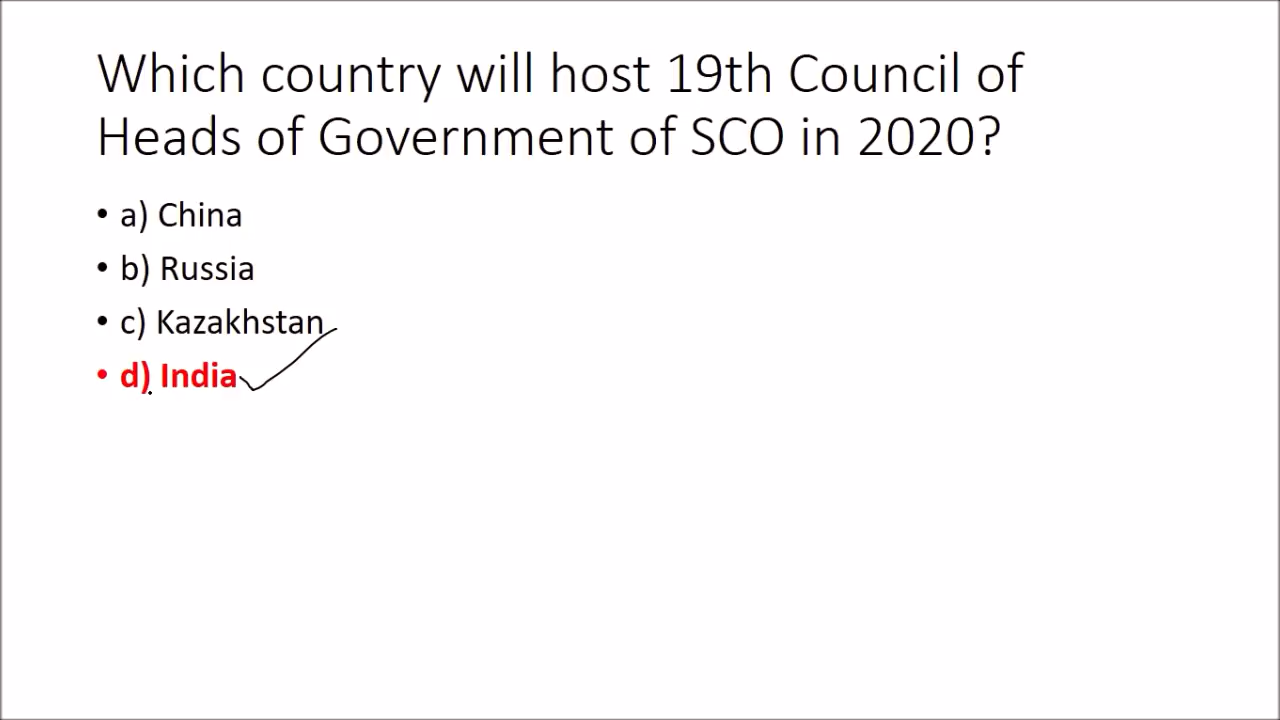 Which country will host 19th Council of
Heads of Government of SCO in 2020?
• a) China
• b) Russia
• c) Kazakhstan
• d) India